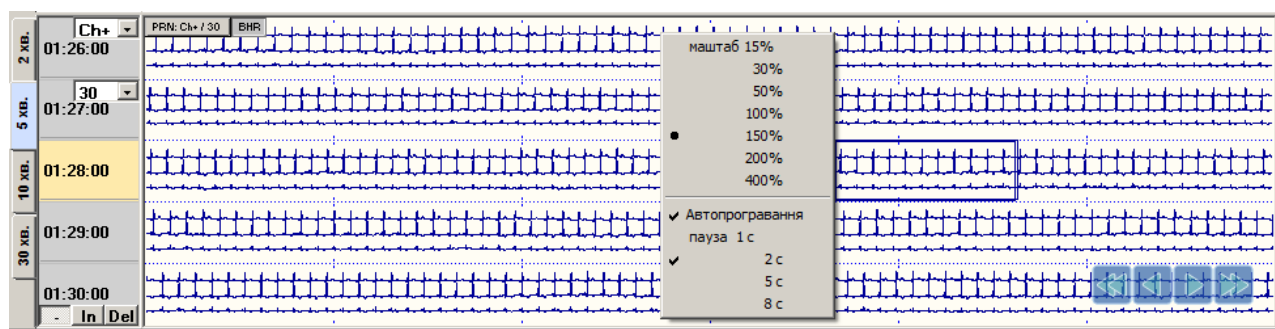 2 хв.
5 хв.
10 хв.
30 хв.
Ch+
01:26:00
30
01:27:00
01:28:00
01:29:00
01:30:00
- In Del
PRN: Ch+ / 30 BHR
маштаб 15%
30%
50%
100%
150%
200%
400%
Автопрогравання
пауза 1 с
2 с
5 с
8 с